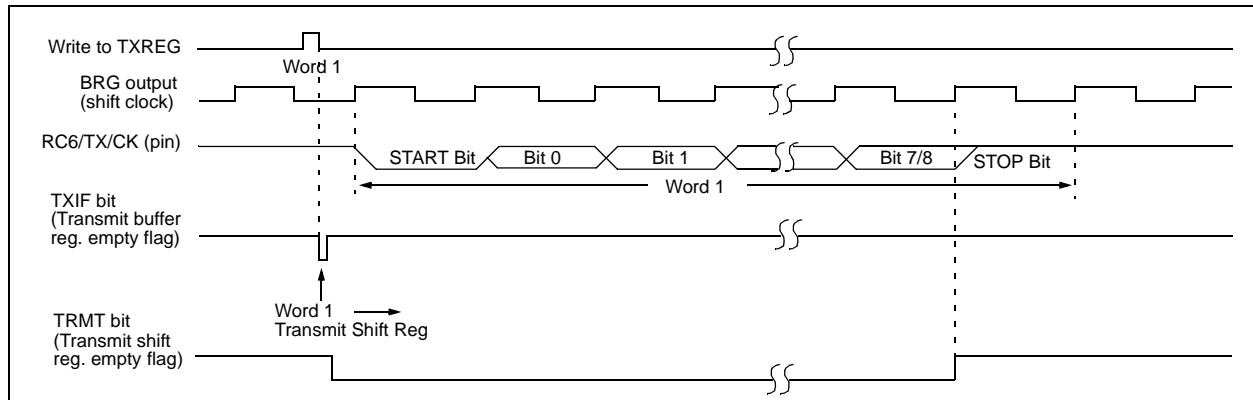 Write to TXREG
Word 1
BRG output
(shift clock)
RC6/TX/CK (pin)
START Bit
Bit 0
Bit 1
Bit 7/8
STOP Bit
Word 1
TXIF bit
(Transmit buffer
reg. empty flag)
Word 1
Transmit Shift Reg
TRMT bit
(Transmit shift
reg. empty flag)